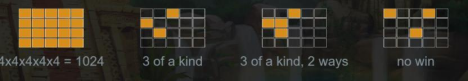 4x4x4x4x4 = 1024
3 of a kind
3 of a kind, 2 ways
no win